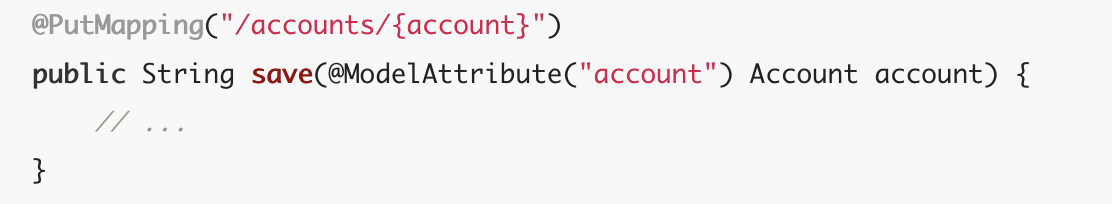 @PutMapping("/accounts/{account}")
public String save(@ModelAttribute("account") Account account) {
    // ...
}